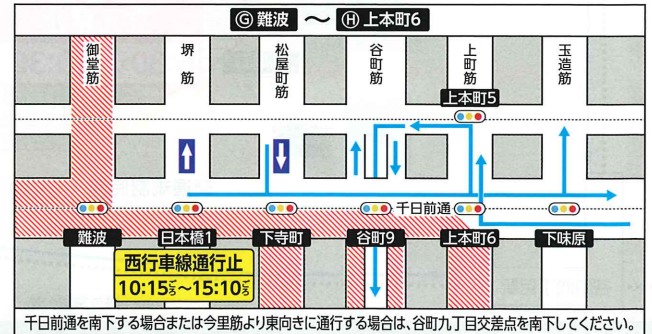 Ⓖ 難波 ～ Ⓗ 上本町6
御堂筋
堺筋
松屋町筋
谷町筋
上町筋
玉造筋
上本町5
千日前通
難波
日本橋1
下寺町
谷町9
上本町6
下味原
西行車線通行止
10:15ごろ～15:10ごろ
千日前通を南下する場合または今里筋より東向きに通行する場合は、谷町九丁目交差点を南下してください。